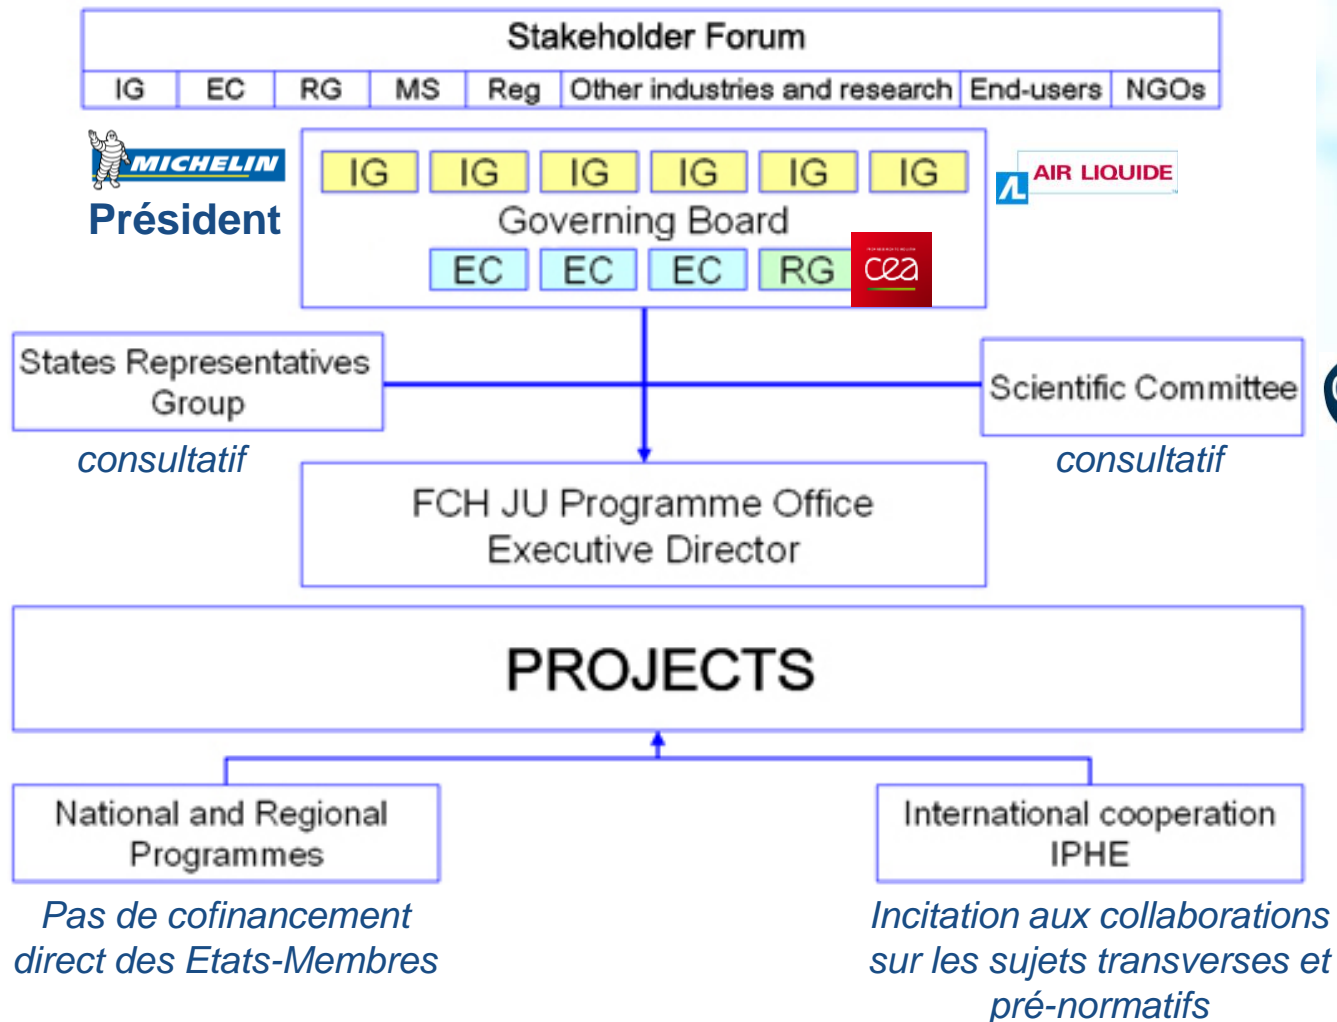 Stakeholder Forum
IG EC RG MS Reg Other industries and research End-users NGOs
MICHELIN
Président
IG IG IG IG IG IG
Governing Board
EC EC EC RG
cea
AIR LIQUIDE
States Representatives
Group
consultatif
Scientific Committee
consultatif
FCH JU Programme Office
Executive Director
PROJECTS
National and Regional
Programmes
Pas de cofinancement
direct des Etats-Membres
International cooperation
IPHE
Incitation aux collaborations
sur les sujets transverses et
pré-normatifs